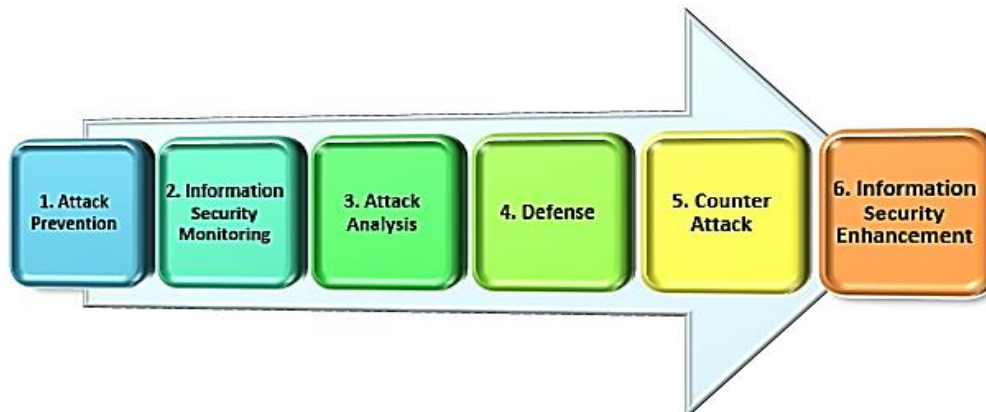 1. Attack
Prevention
2. Information
Security
Monitoring
3. Attack
Analysis
4. Defense
5. Counter
Attack
6. Information
Security
Enhancement